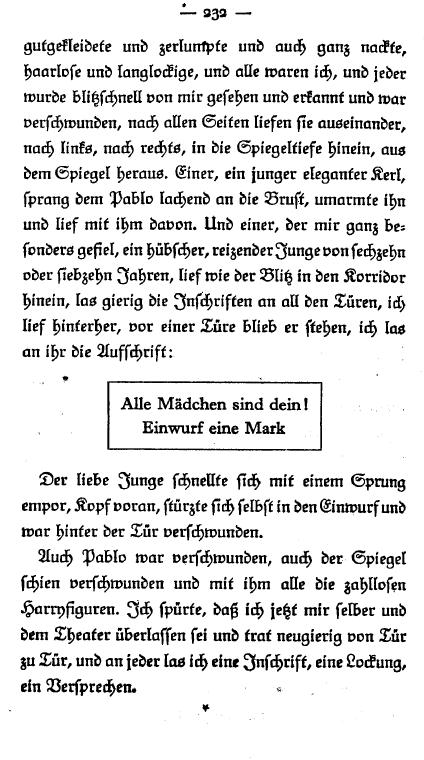 — 232 —
gutgekleidete und zerlumpte und auch ganz nackte,
haarlose und langlockige, und alle waren ich, und jeder
wurde blitzschnell von mir gesehen und erkannt und war
verschwunden, nach allen Seiten liefen sie auseinander,
nach links, nach rechts, in die Spiegeltiefe hinein, aus
dem Spiegel heraus. Einer, ein junger eleganter Kerl,
sprang dem Pablo lachend an die Brust, umarmte ihn
und lief mit ihm davon. Und einer, der mir ganz be-
sonders gefiel, ein hübscher, reizender Junge von sechzehn
oder siebzehn Jahren, lief wie der Blitz in den Korridor
hinein, las gierig die Inschriften an all den Türen, ich
lief hinterher, vor einer Türe blieb er stehen, ich las
an ihr die Aufschrift:
Alle Mädchen sind dein!
Einwurf eine Mark
Der liebe Junge schnellte sich mit einem Sprung
empor, Kopf voran, stürzte sich selbst in den Einwurf und
war hinter der Tür verschwunden.
Auch Pablo war verschwunden, auch der Spiegel
schien verschwunden und mit ihm alle die zahllosen
Harryfiguren. Ich spürte, daß ich jetzt mir selber und
dem Theater überlassen sei und trat neugierig von Tür
zu Tür, und an jeder las ich eine Inschrift, eine Lockung,
ein Versprechen.